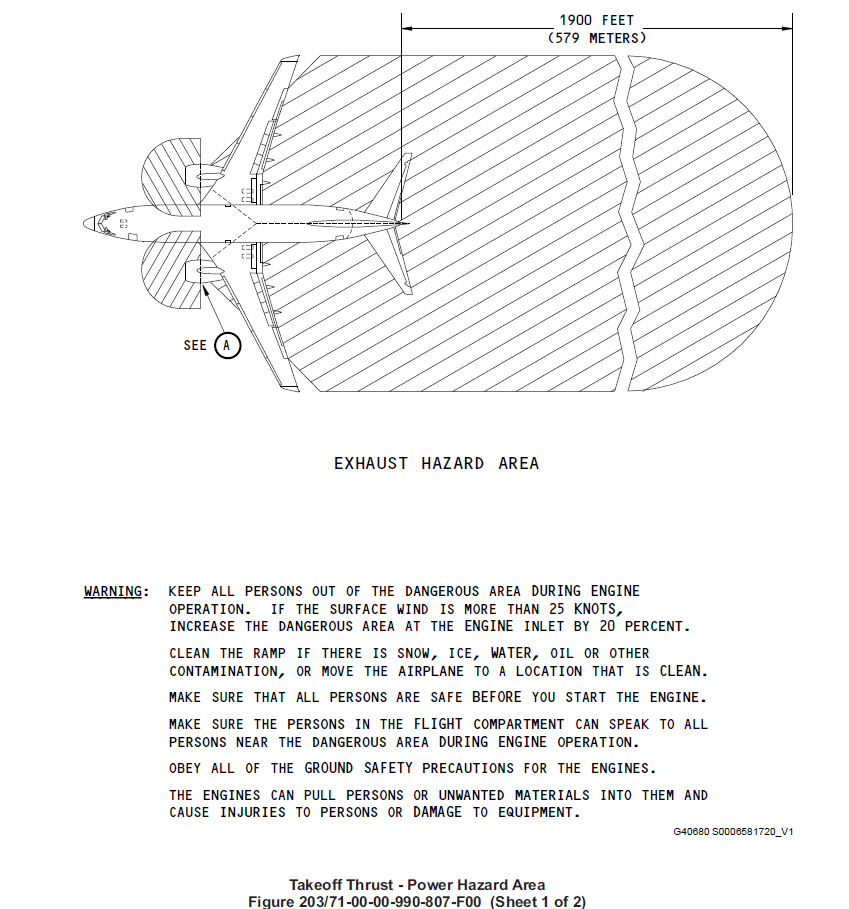 1900 FEET
(579 METERS)
SEE A
EXHAUST HAZARD AREA
WARNING: KEEP ALL PERSONS OUT OF THE DANGEROUS AREA DURING ENGINE
OPERATION. IF THE SURFACE WIND IS MORE THAN 25 KNOTS,
INCREASE THE DANGEROUS AREA AT THE ENGINE INLET BY 20 PERCENT.
CLEAN THE RAMP IF THERE IS SNOW, ICE, WATER, OIL OR OTHER
CONTAMINATION, OR MOVE THE AIRPLANE TO A LOCATION THAT IS CLEAN.
MAKE SURE THAT ALL PERSONS ARE SAFE BEFORE YOU START THE ENGINE.
MAKE SURE THE PERSONS IN THE FLIGHT COMPARTMENT CAN SPEAK TO ALL
PERSONS NEAR THE DANGEROUS AREA DURING ENGINE OPERATION.
OBEY ALL OF THE GROUND SAFETY PRECAUTIONS FOR THE ENGINES.
THE ENGINES CAN PULL PERSONS OR UNWANTED MATERIALS INTO THEM AND
CAUSE INJURIES TO PERSONS OR DAMAGE TO EQUIPMENT.
G40680 S0006581720_V1
Takeoff Thrust - Power Hazard Area
Figure 203/71-00-00-990-807-F00 (Sheet 1 of 2)